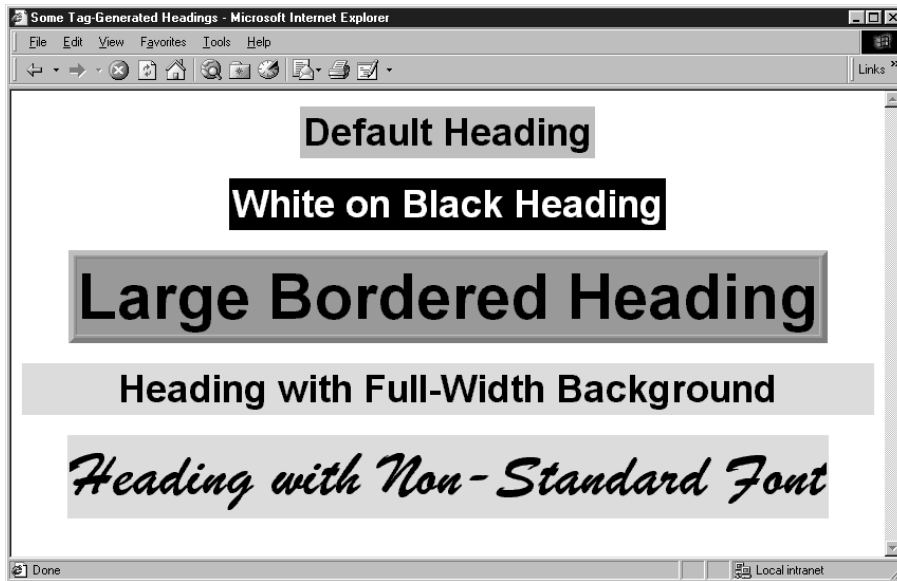 Some Tag-Generated Headings - Microsoft Internet Explorer
File Edit View Favorites Tools Help
Links »
Default Heading
White on Black Heading
Large Bordered Heading
Heading with Full-Width Background
Heading with Non-Standard Font
Done Local intranet